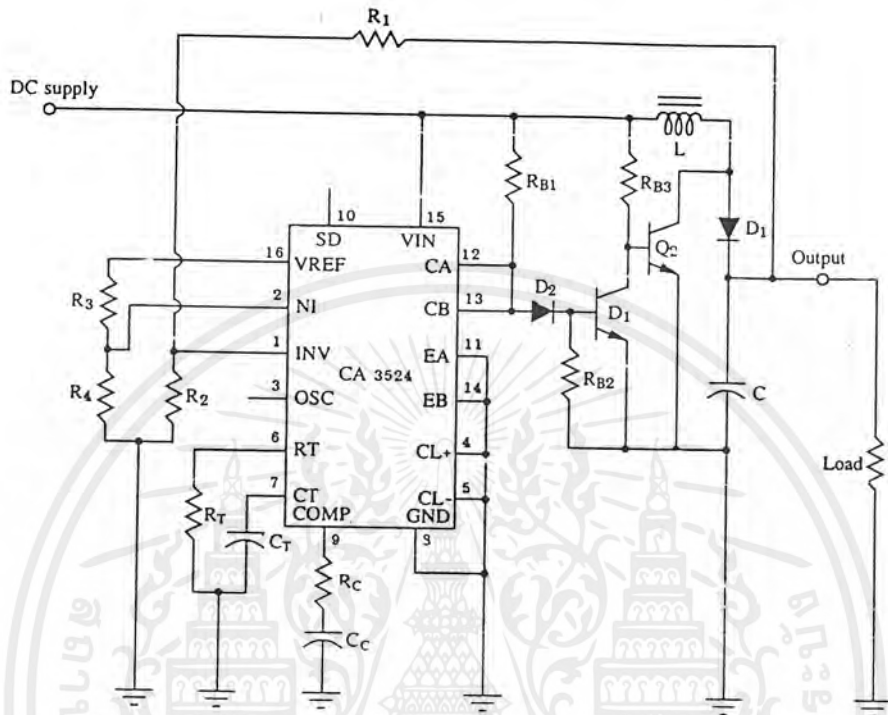 R1
DC supply
L
RB1
RB3
10
15
SD
VIN
D1
Q2
16
VREF
CA
12
Output
R3
2
NI
CB
13
D2
D1
1
INV
EA
11
R4
R2
CA 3524
RB2
3
OSC
EB
14
C
6
RT
CL+
4
Load
7
CT
CL-
5
RT
COMP
GND
CT
9
3
RC
CC